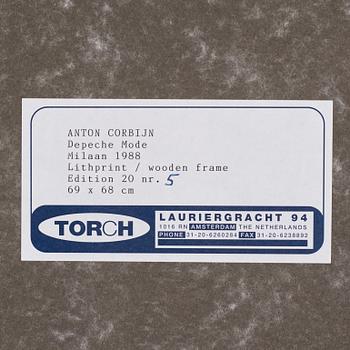 ANTON CORBIJN
Depeche Mode
Milaan 1988
Lithprint / wooden frame
Edition 20 nr. 5
69 x 68 cm
TORCH
LAURIERGRACHT 94
1016 RN AMSTERDAM THE NETHERLANDS
PHONE 31-20-6260284 FAX 31-20-6238892